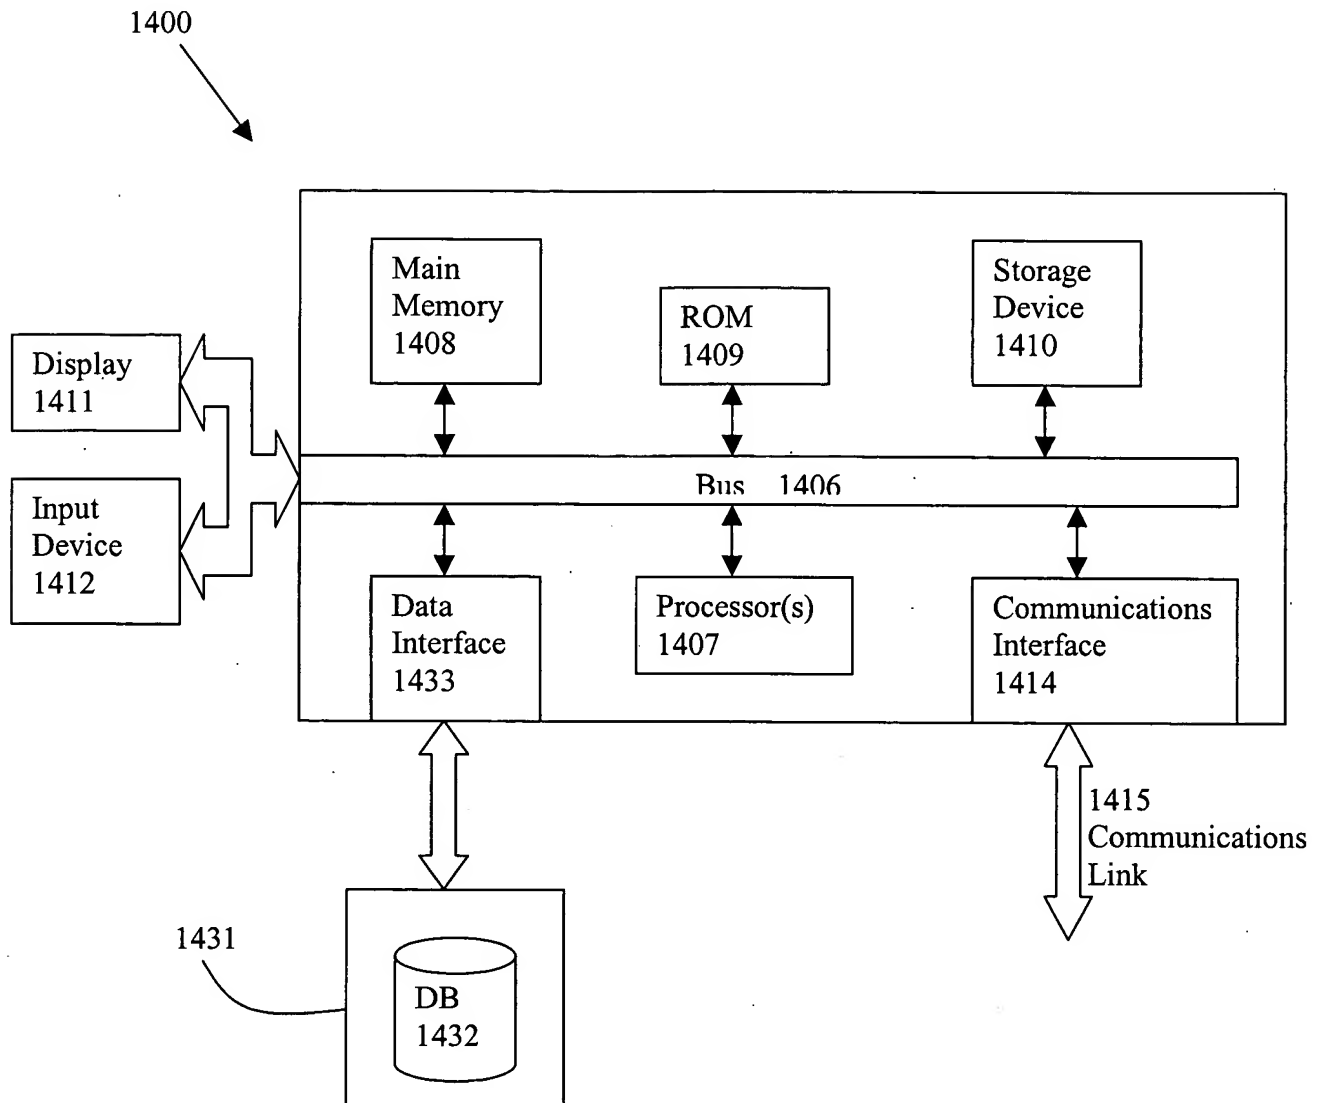 1400
Main
Memory
1408
ROM
1409
Storage
Device
1410
Display
1411
Input
Device
1412
Bus 1406
Data
Interface
1433
Processor(s)
1407
Communications
Interface
1414
1415
Communications
Link
1431
DB
1432